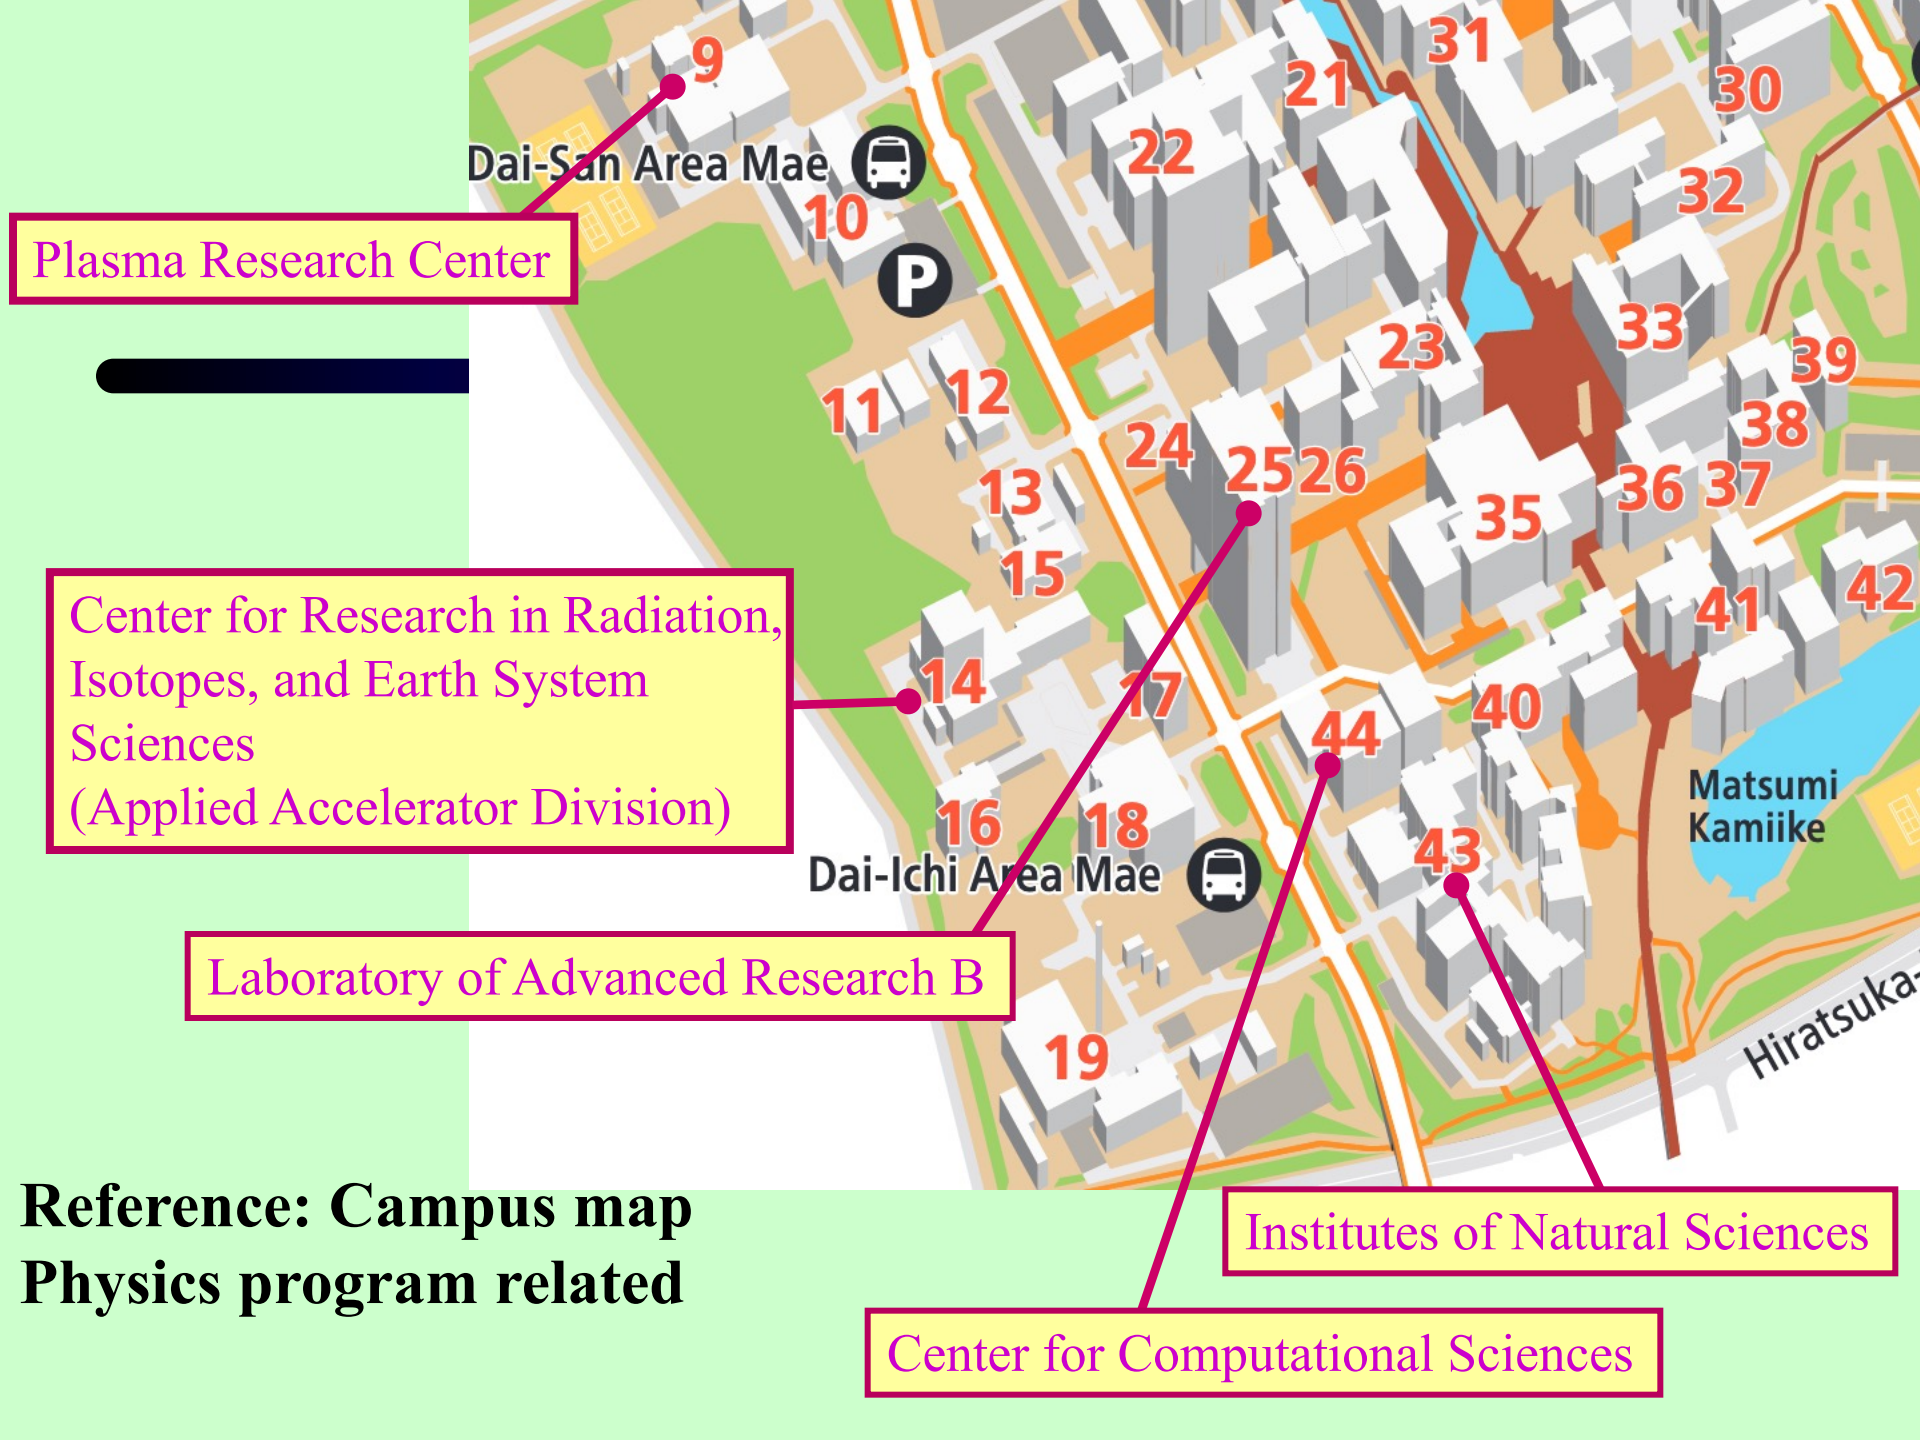 9
31
21
30
22
Dai-San Area Mae
10
32
Plasma Research Center
P
33
23
39
12
11
38
24
25
26
13
36
37
35
15
42
41
Center for Research in Radiation,
Isotopes, and Earth System
Sciences
(Applied Accelerator Division)
14
17
40
44
Matsumi
Kamiike
16
18
43
Dai-Ichi Area Mae
Laboratory of Advanced Research B
Hiratsuka-
19
Reference: Campus map
Physics program related
Institutes of Natural Sciences
Center for Computational Sciences